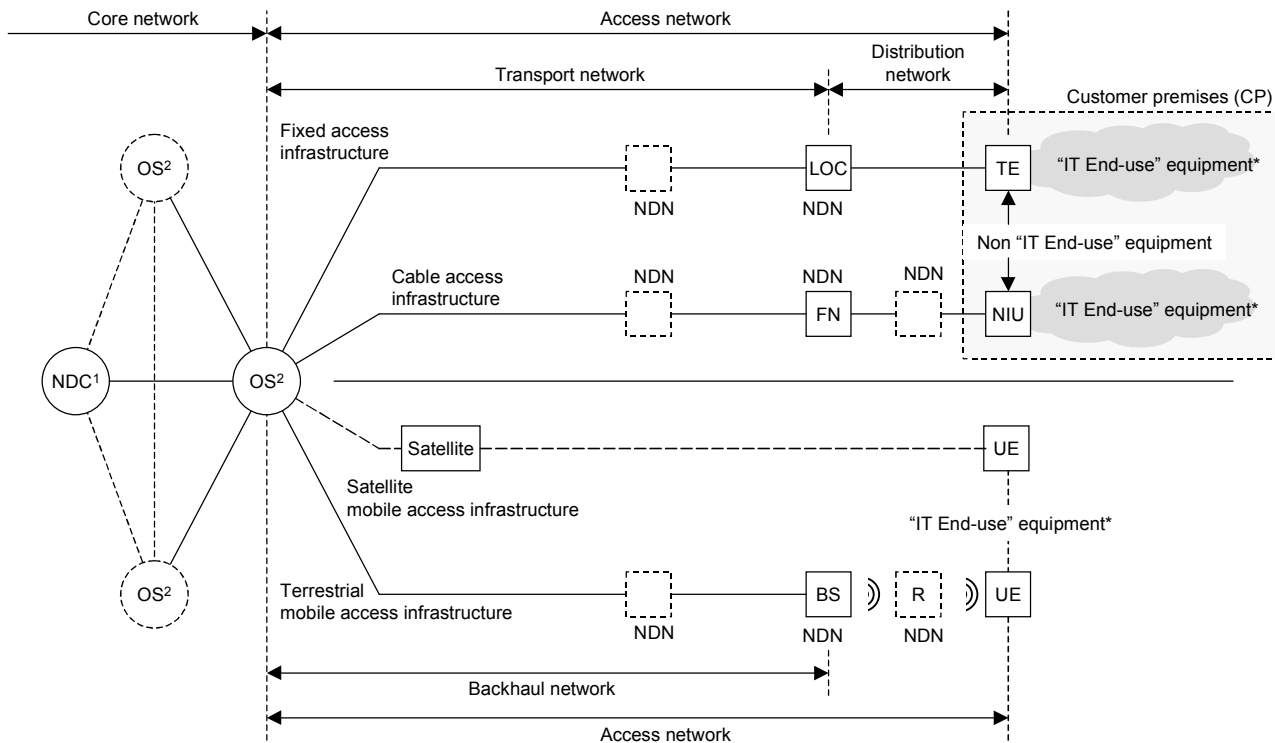 Core network
Access network
Transport network
Distribution
network
Customer premises (CP)
Fixed access
infrastructure
OS²
LOC
TE
“IT End-use” equipment*
NDN
NDN
Non “IT End-use” equipment
Cable access
infrastructure
NDN
NDN
NDN
FN
NIU
“IT End-use” equipment*
NDC¹
OS²
Satellite
UE
Satellite
mobile access infrastructure
“IT End-use” equipment*
OS²
Terrestrial
mobile access infrastructure
BS
R
UE
NDN
NDN
NDN
Backhaul network
Access network